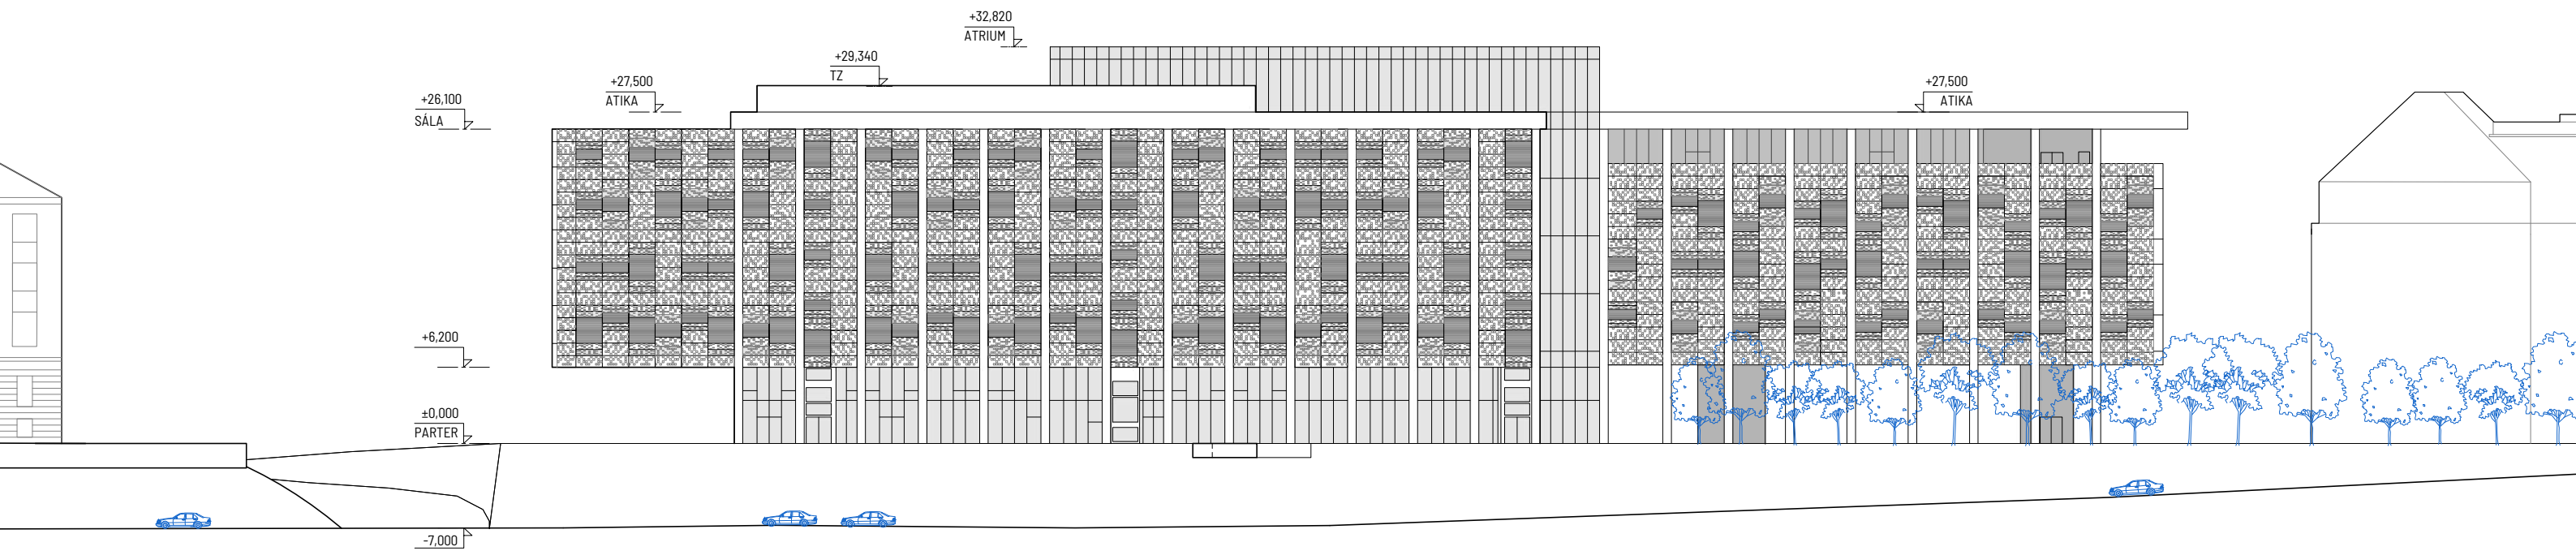 +32,820
ATRIUM
+29,340
TZ
+27,500
ATIKA
+27,500
ATIKA
+26,100
SÁLA
+6,200
±0,000
PARTER
-7,000